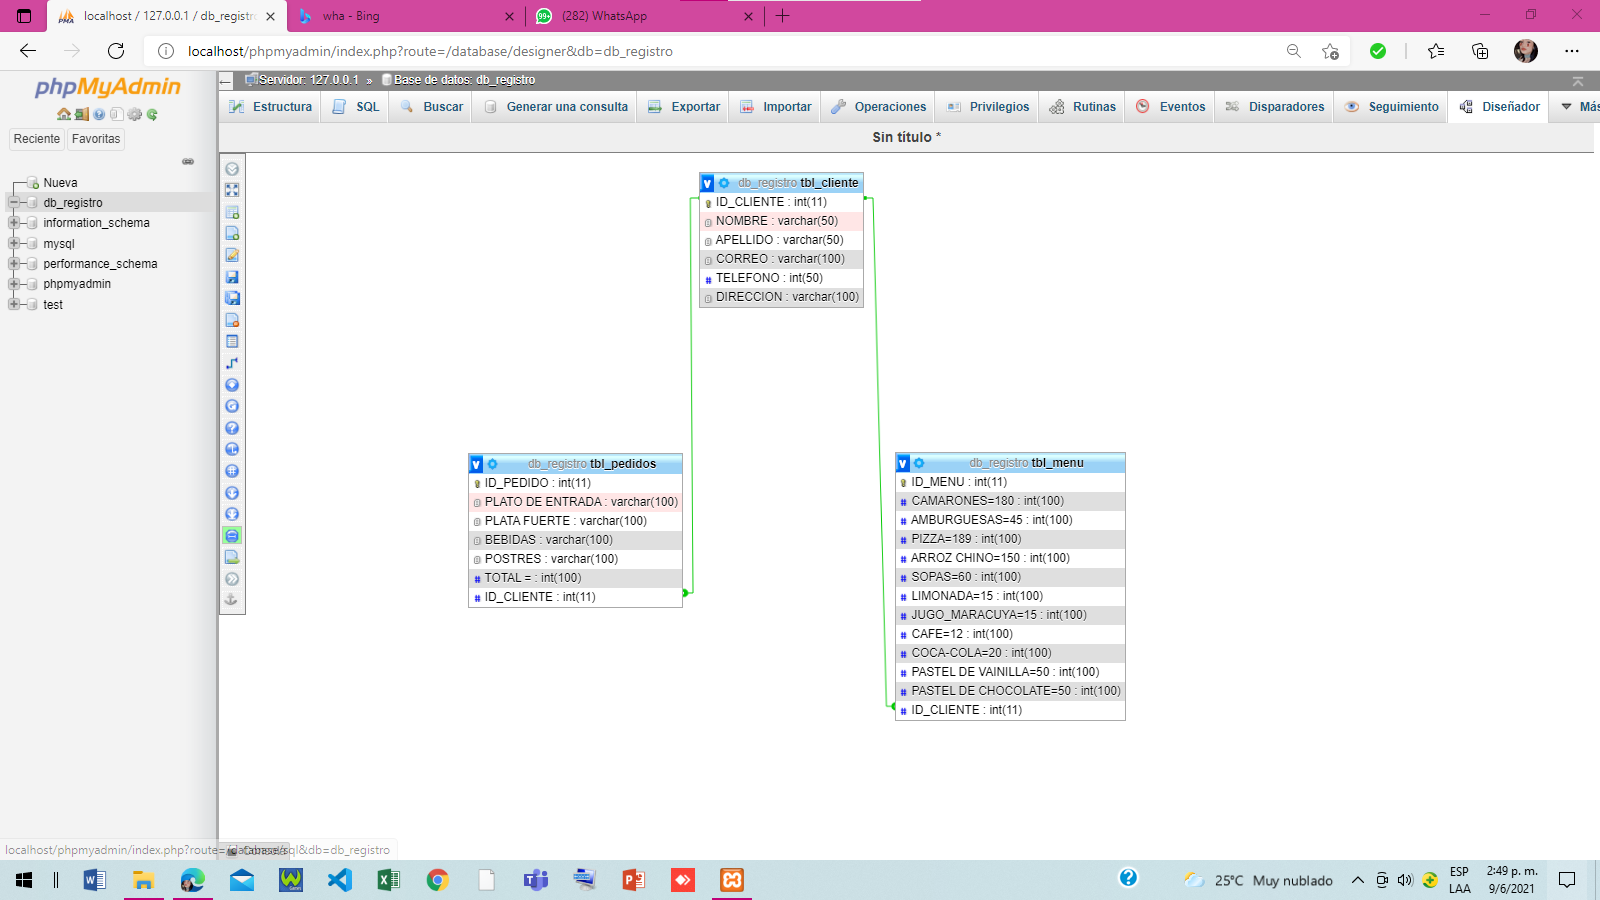 localhost / 127.0.0.1 / db_registro
wha - Bing
99+
(282) WhatsApp
localhost/phpmyadmin/index.php?route=/database/designer&db=db_registro
phpMyAdmin
Reciente
Favoritas
Nueva
db_registro
information_schema
mysql
performance_schema
phpmyadmin
test
Servidor: 127.0.0.1 » Base de datos: db_registro
Estructura
SQL
Buscar
Generar una consulta
Exportar
Importar
Operaciones
Privilegios
Rutinas
Eventos
Disparadores
Seguimiento
Diseñador
Más
Sin título *
db_registro tbl_cliente
ID_CLIENTE : int(11)
NOMBRE : varchar(50)
APELLIDO : varchar(50)
CORREO : varchar(100)
TELEFONO : int(50)
DIRECCION : varchar(100)
db_registro tbl_pedidos
ID_PEDIDO : int(11)
PLATO DE ENTRADA : varchar(100)
PLATA FUERTE : varchar(100)
BEBIDAS : varchar(100)
POSTRES : varchar(100)
TOTAL = : int(100)
ID_CLIENTE : int(11)
db_registro tbl_menu
ID_MENU : int(11)
CAMARONES=180 : int(100)
AMBURGUESAS=45 : int(100)
PIZZA=189 : int(100)
ARROZ CHINO=150 : int(100)
SOPAS=60 : int(100)
LIMONADA=15 : int(100)
JUGO_MARACUYA=15 : int(100)
CAFE=12 : int(100)
COCA-COLA=20 : int(100)
PASTEL DE VAINILLA=50 : int(100)
PASTEL DE CHOCOLATE=50 : int(100)
ID_CLIENTE : int(11)
localhost/phpmyadmin/index.php?route=/database/sql&db=db_registro
25°C Muy nublado
ESP
LAA
2:49 p. m.
9/6/2021